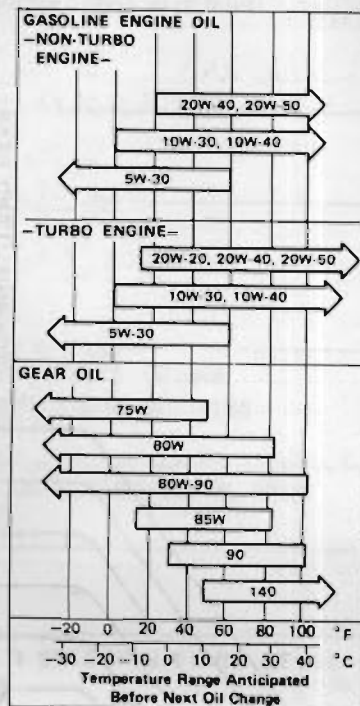 GASOLINE ENGINE OIL
-NON-TURBO
ENGINE-
20W-40, 20W-50
10W-30, 10W-40
5W-30
-TURBO ENGINE-
20W-20, 20W-40, 20W-50
10W-30, 10W-40
5W-30
GEAR OIL
75W
80W
80W-90
85W
90
140
-20 0 20 40 60 80 100 °F
-30 -20 -10 0 10 20 30 40 °C
Temperature Range Anticipated
Before Next Oil Change